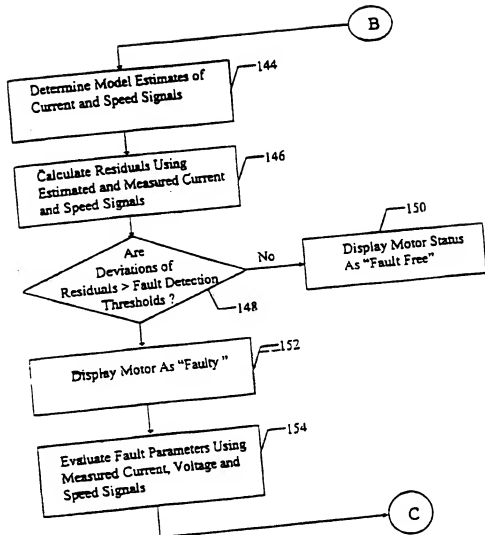 B
Determine Model Estimates of
Current and Speed Signals
144
Calculate Residuals Using
Estimated and Measured Current
and Speed Signals
146
Are
Deviations of
Residuals > Fault Detection
Thresholds ?
148
No
150
Display Motor Status
As "Fault Free"
Display Motor As "Faulty"
152
Evaluate Fault Parameters Using
Measured Current, Voltage and
Speed Signals
154
C